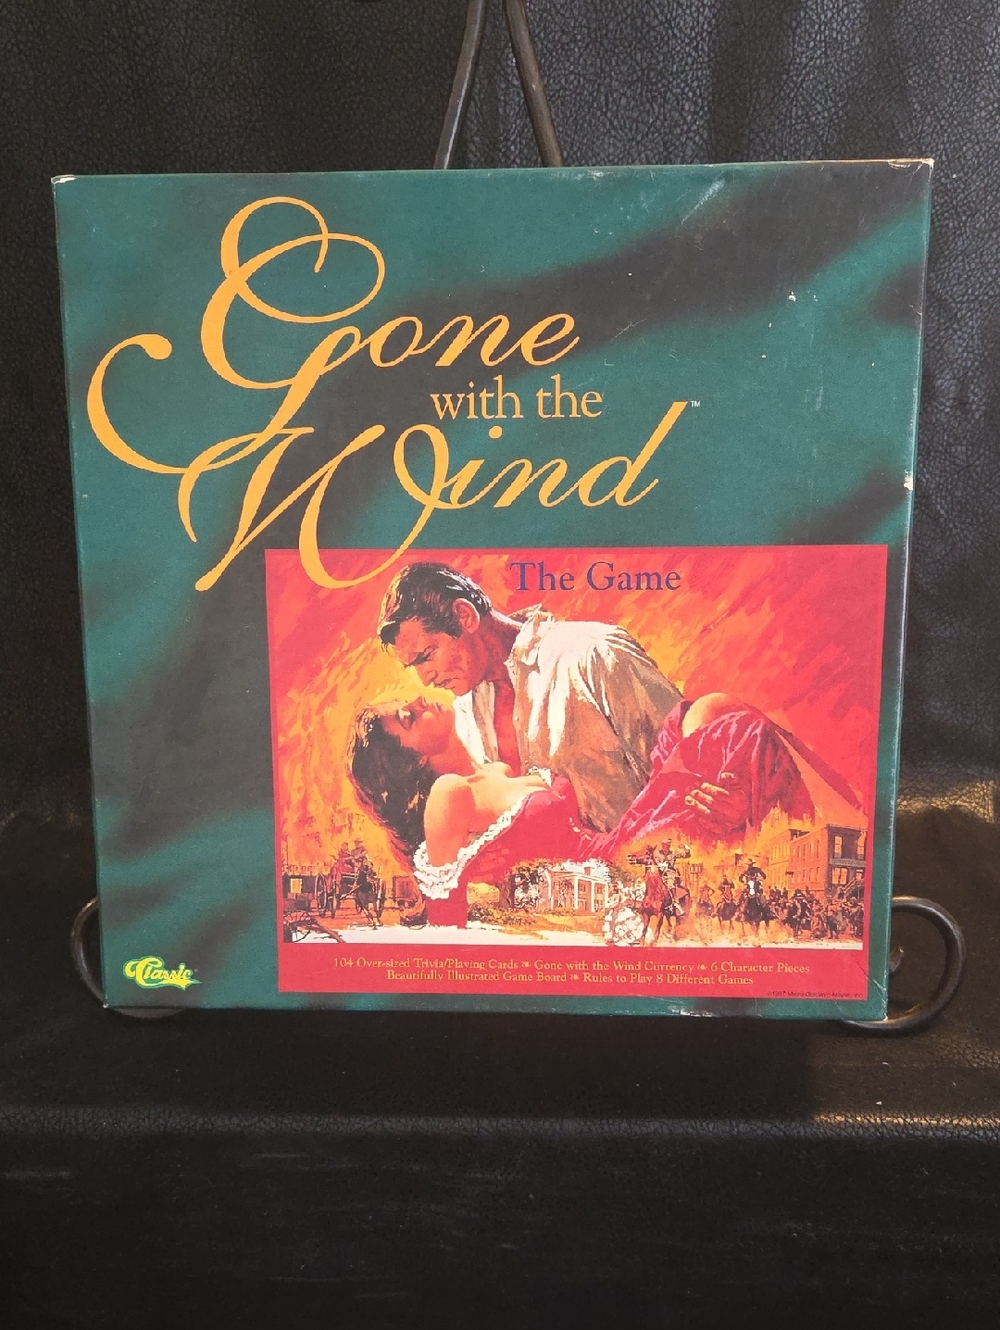 Gone
with the
Wind™
The Game
104 Over-sized Trivia/Playing Cards ❧ Gone with the Wind Currency ❧ 6 Character Pieces
Beautifully Illustrated Game Board ❧ Rules to Play 8 Different Games
Classic